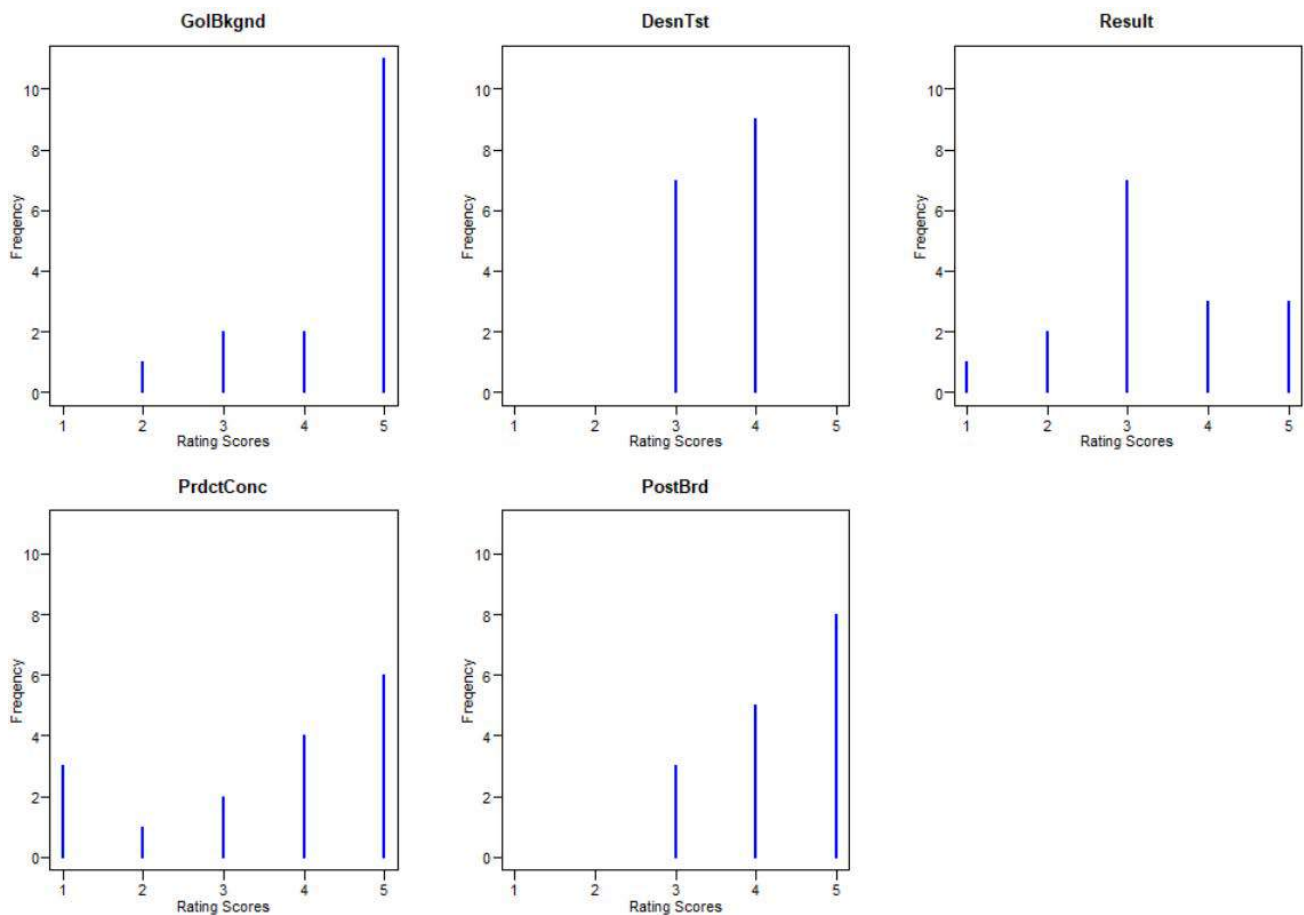 GolBkgnd
Freqency
10
8
6
4
2
0
1 2 3 4 5
Rating Scores
DesnTst
Freqency
10
8
6
4
2
0
1 2 3 4 5
Rating Scores
Result
Freqency
10
8
6
4
2
0
1 2 3 4 5
Rating Scores
PrdctConc
Freqency
10
8
6
4
2
0
1 2 3 4 5
Rating Scores
PostBrd
Freqency
10
8
6
4
2
0
1 2 3 4 5
Rating Scores